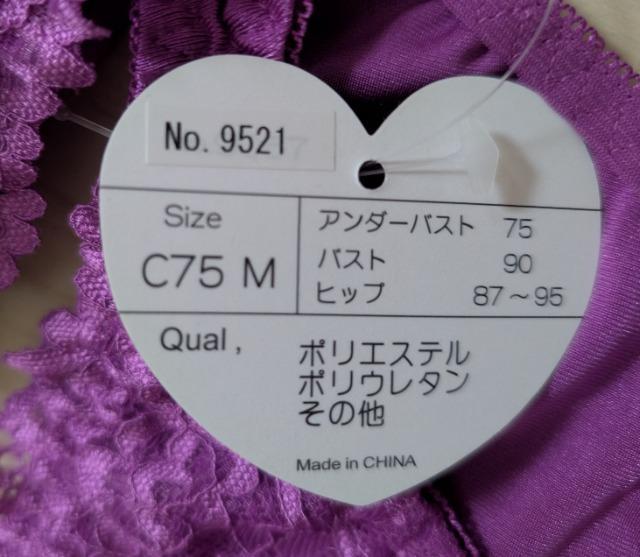 No. 9521
Size
C75 M
アンダーバスト 75
バスト 90
ヒップ 87～95
Qual ,
ポリエステル
ポリウレタン
その他
Made in CHINA